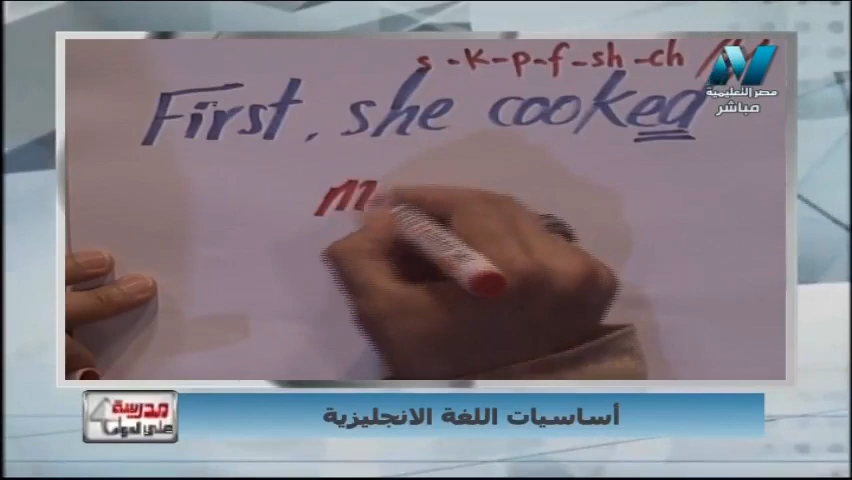 s-k-p-f-sh-ch
مصر التعليمية
مباشر
First, she cooked
m
مدرسة
على الهواء
أساسيات اللغة الانجليزية